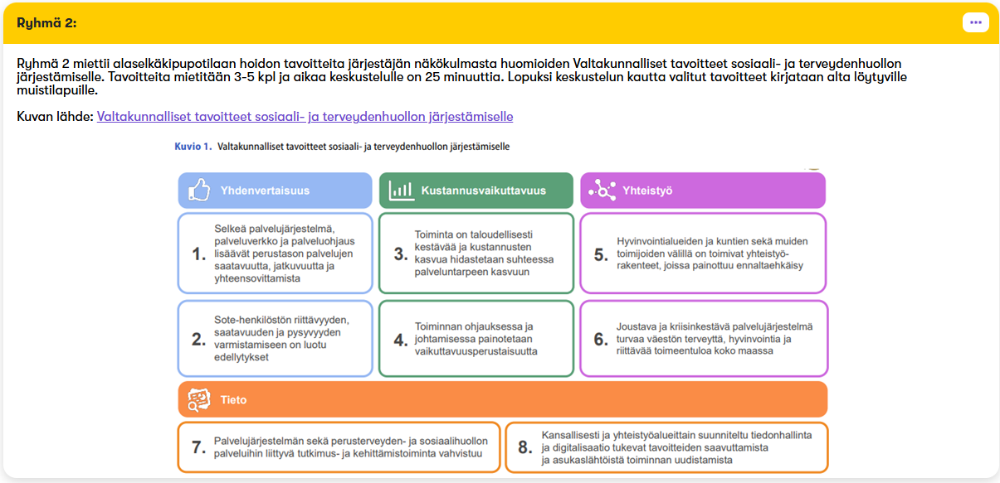 Ryhmä 2:
Ryhmä 2 miettii alaselkäkipupotilaan hoidon tavoitteita järjestäjän näkökulmasta huomioiden Valtakunnalliset tavoitteet sosiaali- ja terveydenhuollon
järjestämiselle. Tavoitteita mietitään 3-5 kpl ja aikaa keskustelulle on 25 minuuttia. Lopuksi keskustelun kautta valitut tavoitteet kirjataan alta löytyville
muistilapuille.
Kuvan lähde: Valtakunnalliset tavoitteet sosiaali- ja terveydenhuollon järjestämiselle
Kuvio 1. Valtakunnalliset tavoitteet sosiaali- ja terveydenhuollon järjestämiselle
Yhdenvertaisuus
Kustannusvaikuttavuus
Yhteistyö
1.
Selkeä palvelujärjestelmä,
palveluverkko ja palveluohjaus
lisäävät perustason palvelujen
saatavuutta, jatkuvuutta ja
yhteensovittamista
3.
Toiminta on taloudellisesti
kestävää ja kustannusten
kasvua hidastetaan suhteessa
palveluntarpeen kasvuun
5.
Hyvinvointialueiden ja kuntien sekä muiden
toimijoiden välillä on toimivat yhteistyö-
rakenteet, joissa painottuu ennaltaehkäisy
2.
Sote-henkilöstön riittävyyden,
saatavuuden ja pysyvyyden
varmistamiseen on luotu
edellytykset
4.
Toiminnan ohjauksessa ja
johtamisessa painotetaan
vaikuttavuusperustaisuutta
6.
Joustava ja kriisinkestävä palvelujärjestelmä
turvaa väestön terveyttä, hyvinvointia ja
riittävää toimeentuloa koko maassa
Tieto
7.
Palvelujärjestelmän sekä perusterveyden- ja sosiaalihuollon
palveluihin liittyvä tutkimus- ja kehittämistoiminta vahvistuu
8.
Kansallisesti ja yhteistyöalueittain suunniteltu tiedonhallinta
ja digitalisaatio tukevat tavoitteiden saavuttamista
ja asukaslähtöistä toiminnan uudistamista